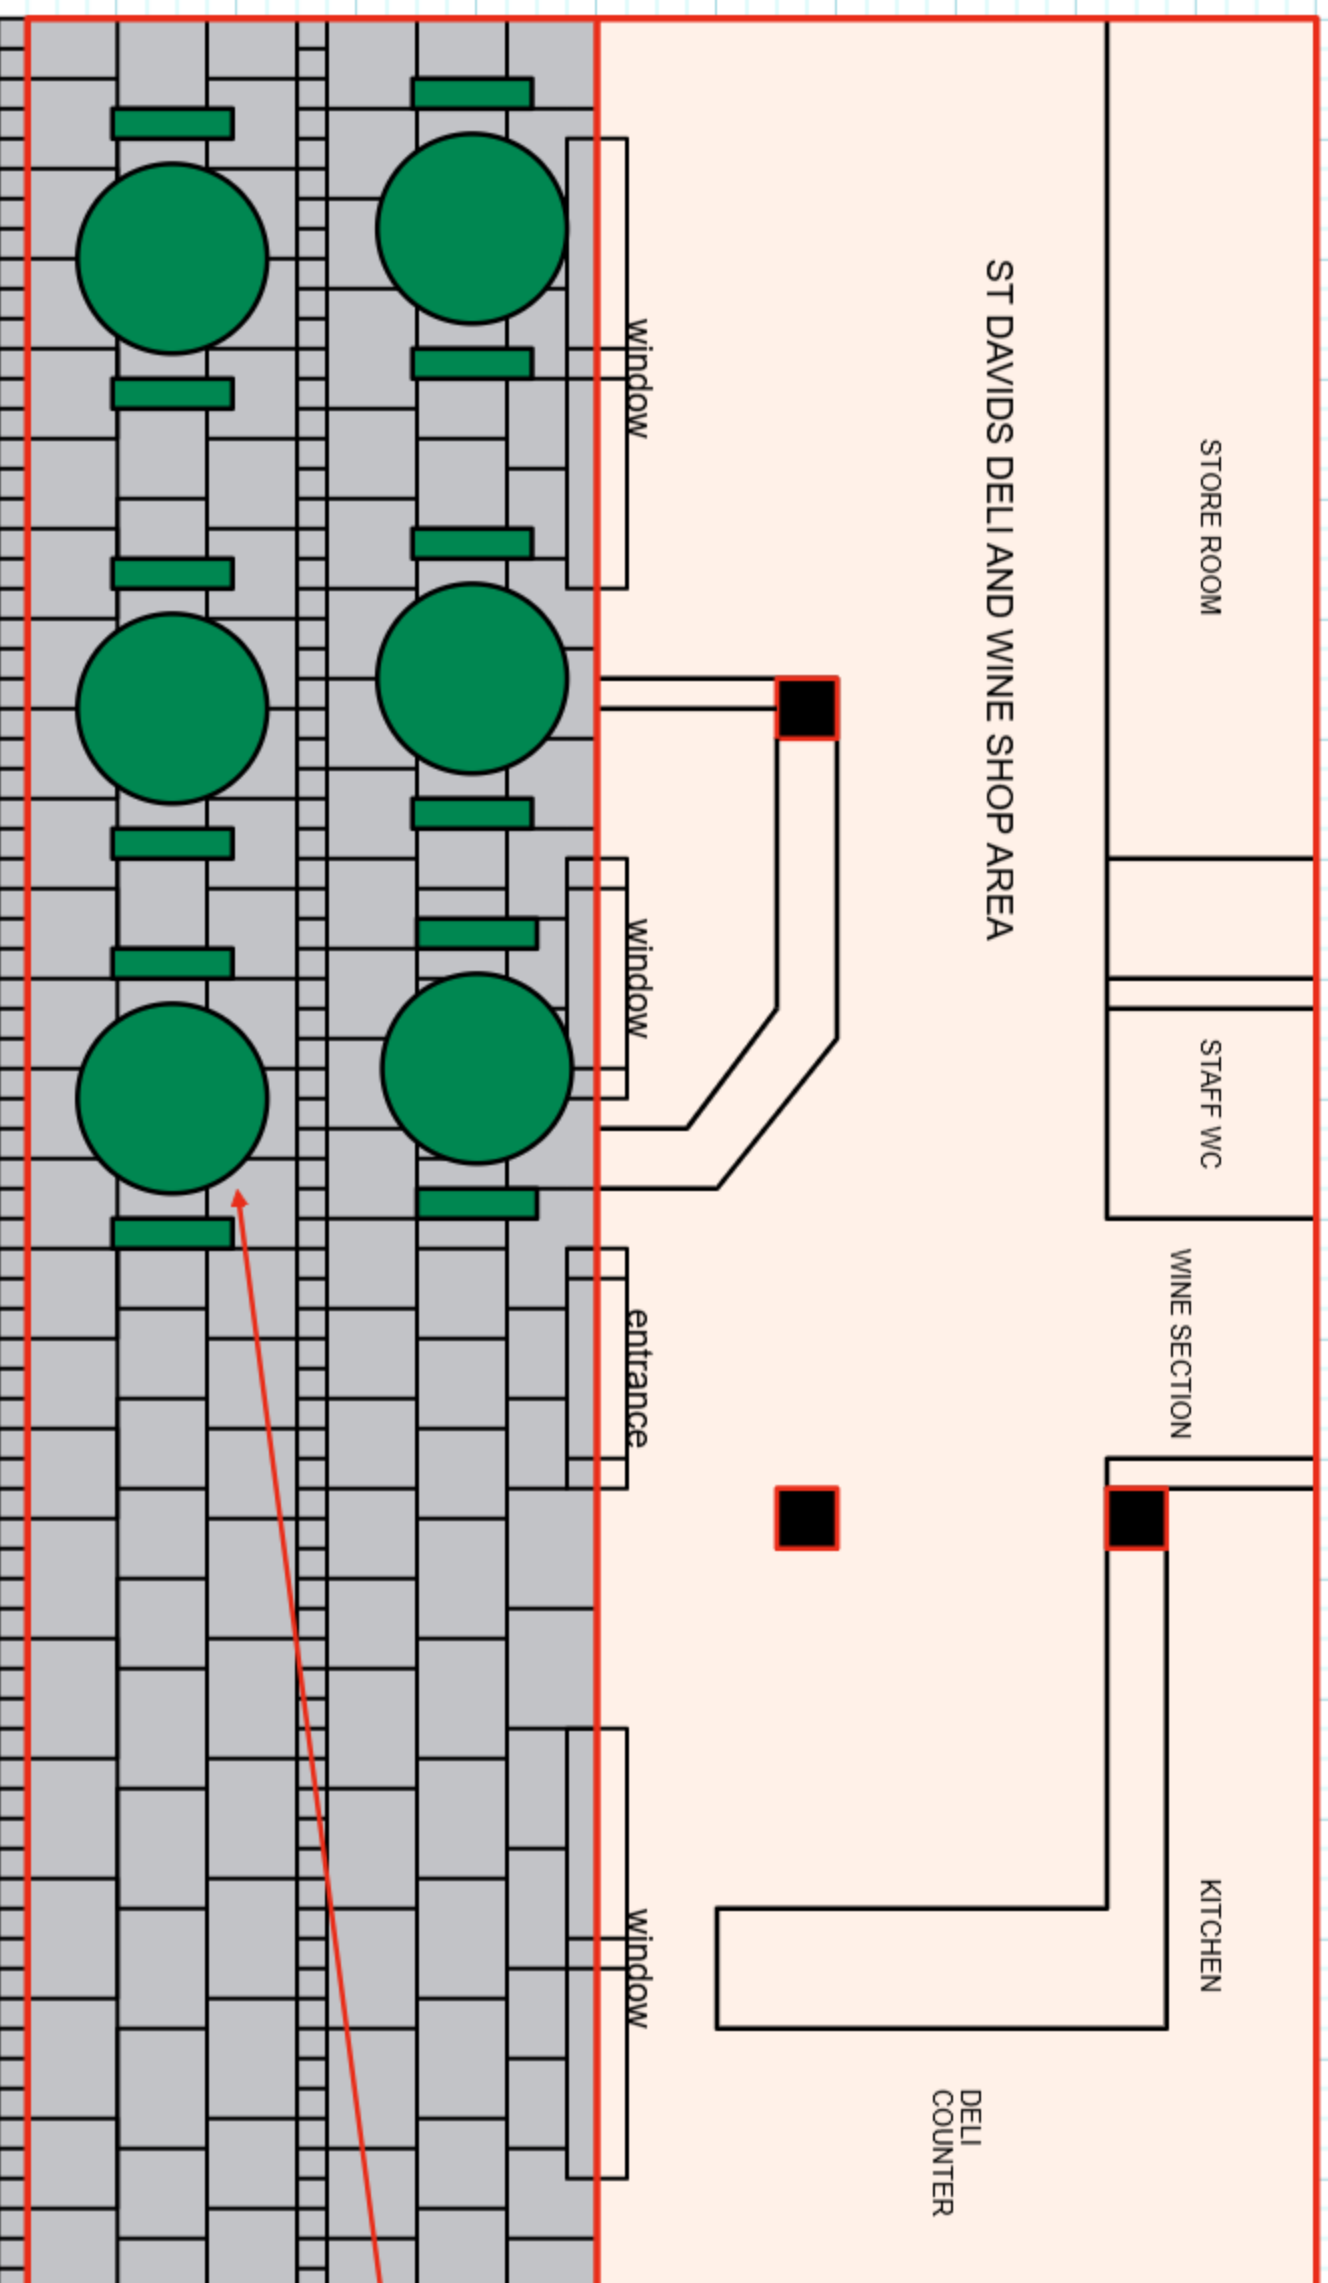 STORE ROOM
STAFF WC
WINE SECTION
KITCHEN
ST DAVIDS DELI AND WINE SHOP AREA
DELI
COUNTER
window
window
entrance
window